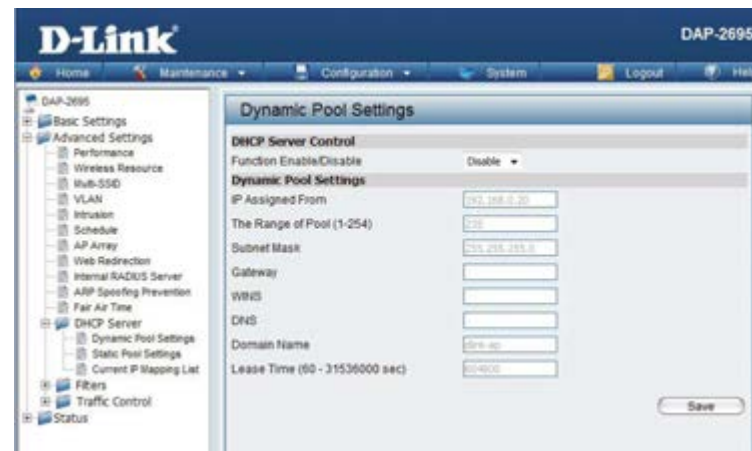 D-Link
DAP-2695
Home
Maintenance
Configuration
System
Logout
Hel
DAP-2695
Basic Settings
Advanced Settings
Performance
Wireless Resource
Multi-SSID
VLAN
Intrusion
Schedule
AP Array
Web Redirection
Internal RADIUS Server
ARP Spoofing Prevention
Fair Air Time
DHCP Server
Dynamic Pool Settings
Static Pool Settings
Current IP Mapping List
Filters
Traffic Control
Status
Dynamic Pool Settings
DHCP Server Control
Function Enable/Disable
Disable
Dynamic Pool Settings
IP Assigned From
192.168.0.20
The Range of Pool (1-254)
Subnet Mask
255.255.255.0
Gateway
WINS
DNS
Domain Name
dlink-ap
Lease Time (60 - 31536000 sec)
604800
Save